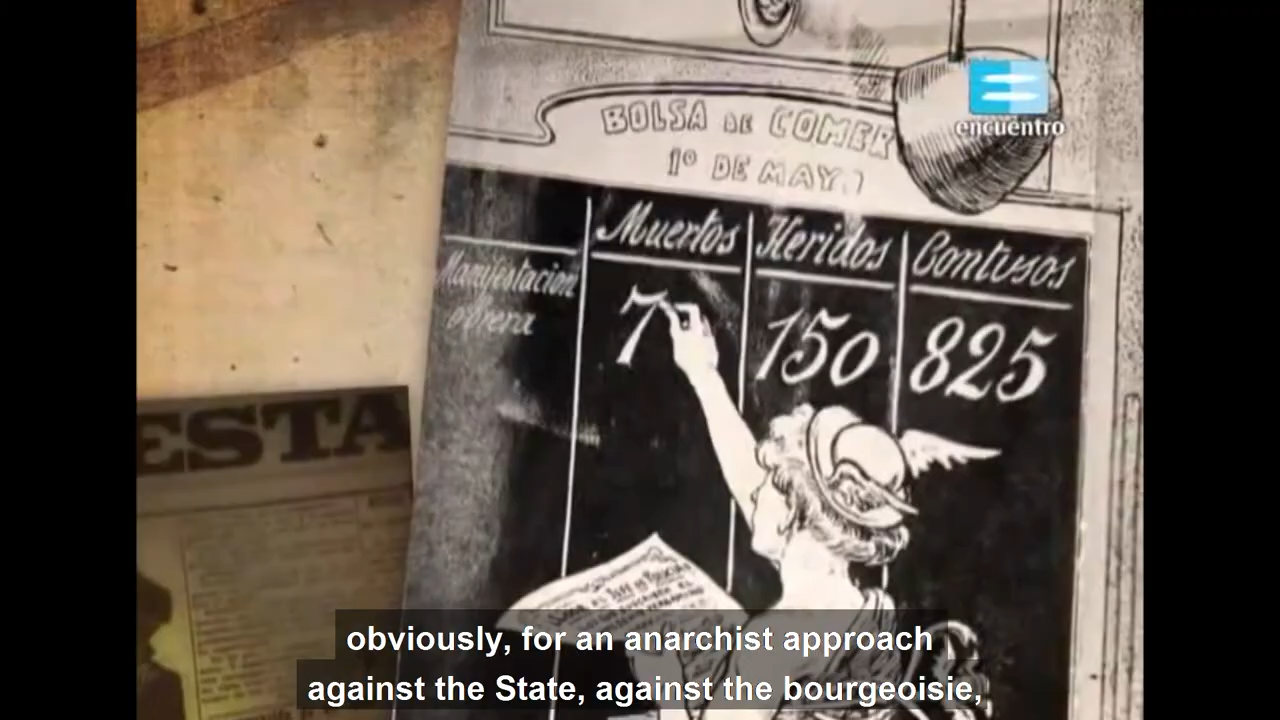 encuentro
BOLSA DE COMER
1º DE MAY
Muertos Heridos Contusos
Manifestacion
obrera
7 150 825
ESTA
obviously, for an anarchist approach
against the State, against the bourgeoisie,